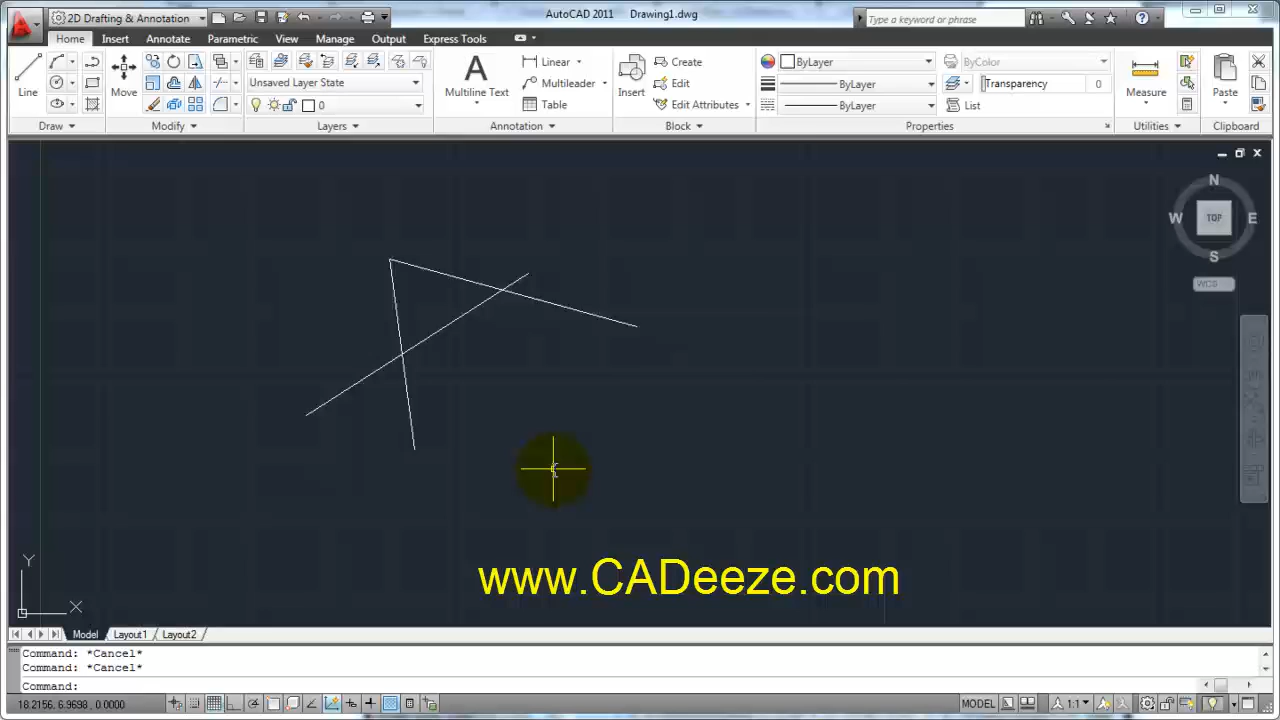 2D Drafting & Annotation
AutoCAD 2011 Drawing1.dwg
Type a keyword or phrase
Home Insert Annotate Parametric View Manage Output Express Tools
Line
Move
Unsaved Layer State
0
Multiline Text
Linear
Multileader
Table
Insert
Create
Edit
Edit Attributes
ByLayer
ByLayer
ByLayer
ByColor
Transparency 0
List
Measure
Paste
Draw Modify Layers Annotation Block Properties Utilities Clipboard
N
W TOP E
S
WCS
www.CADeeze.com
Y
X
Model Layout1 Layout2
Command: *Cancel*
Command: *Cancel*
Command:
18.2156, 6.9698 , 0.0000
MODEL
1:1